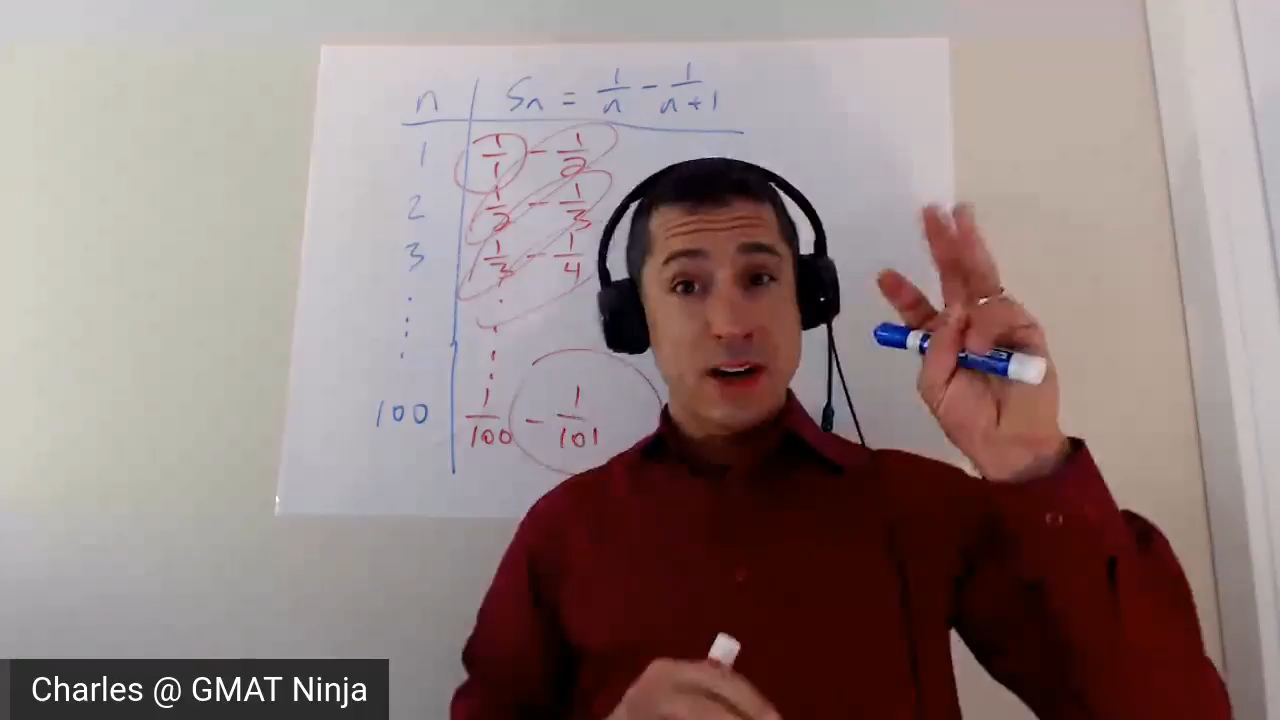 n Sn = 1/n - 1/n+1
1 1/1 - 1/2
2 1/2 - 1/3
3 1/3 - 1/4
⋮ ⋮
100 1/100 - 1/101
Charles @ GMAT Ninja